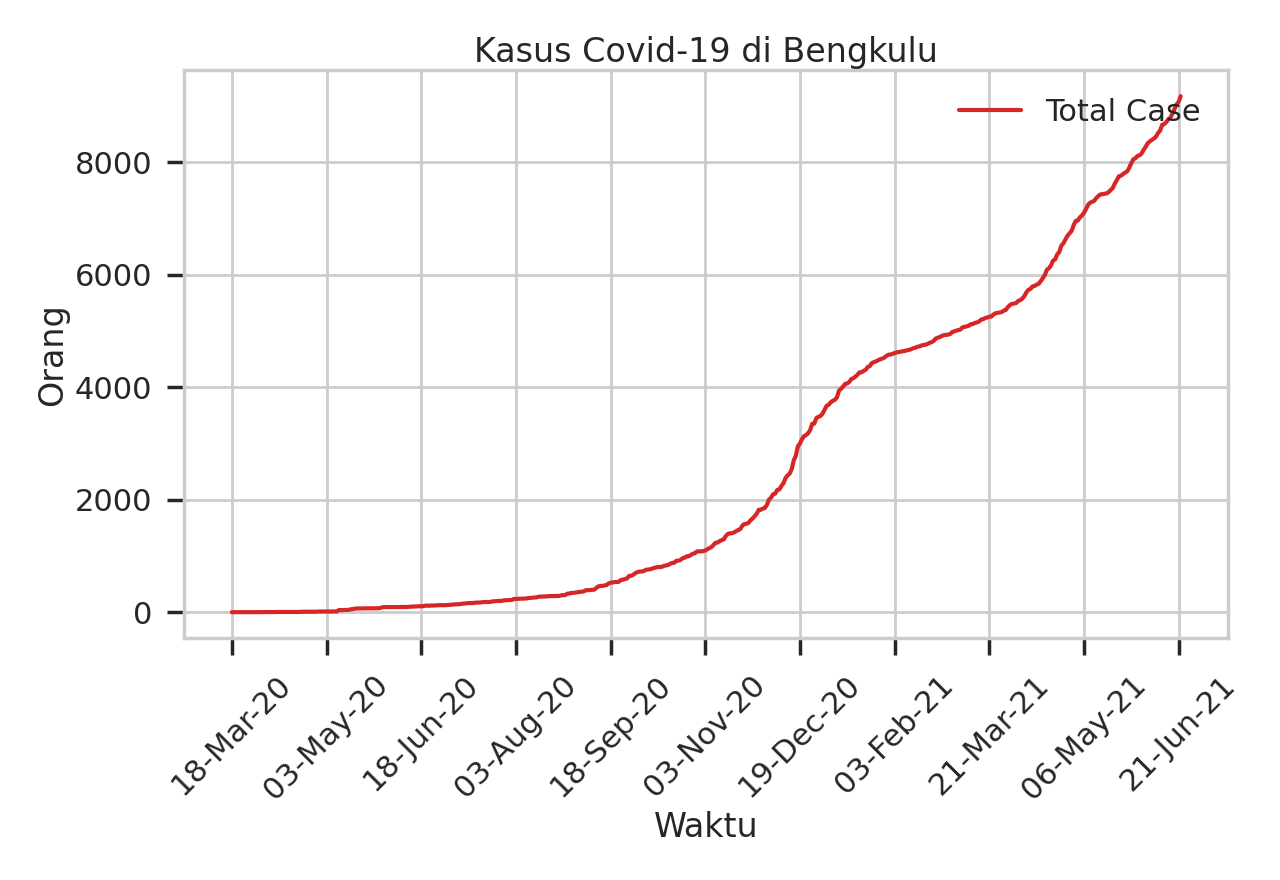 Kasus Covid-19 di Bengkulu
Total Case
8000
6000
4000
2000
0
Orang
18-Mar-20
03-May-20
18-Jun-20
03-Aug-20
18-Sep-20
03-Nov-20
19-Dec-20
03-Feb-21
21-Mar-21
06-May-21
21-Jun-21
Waktu